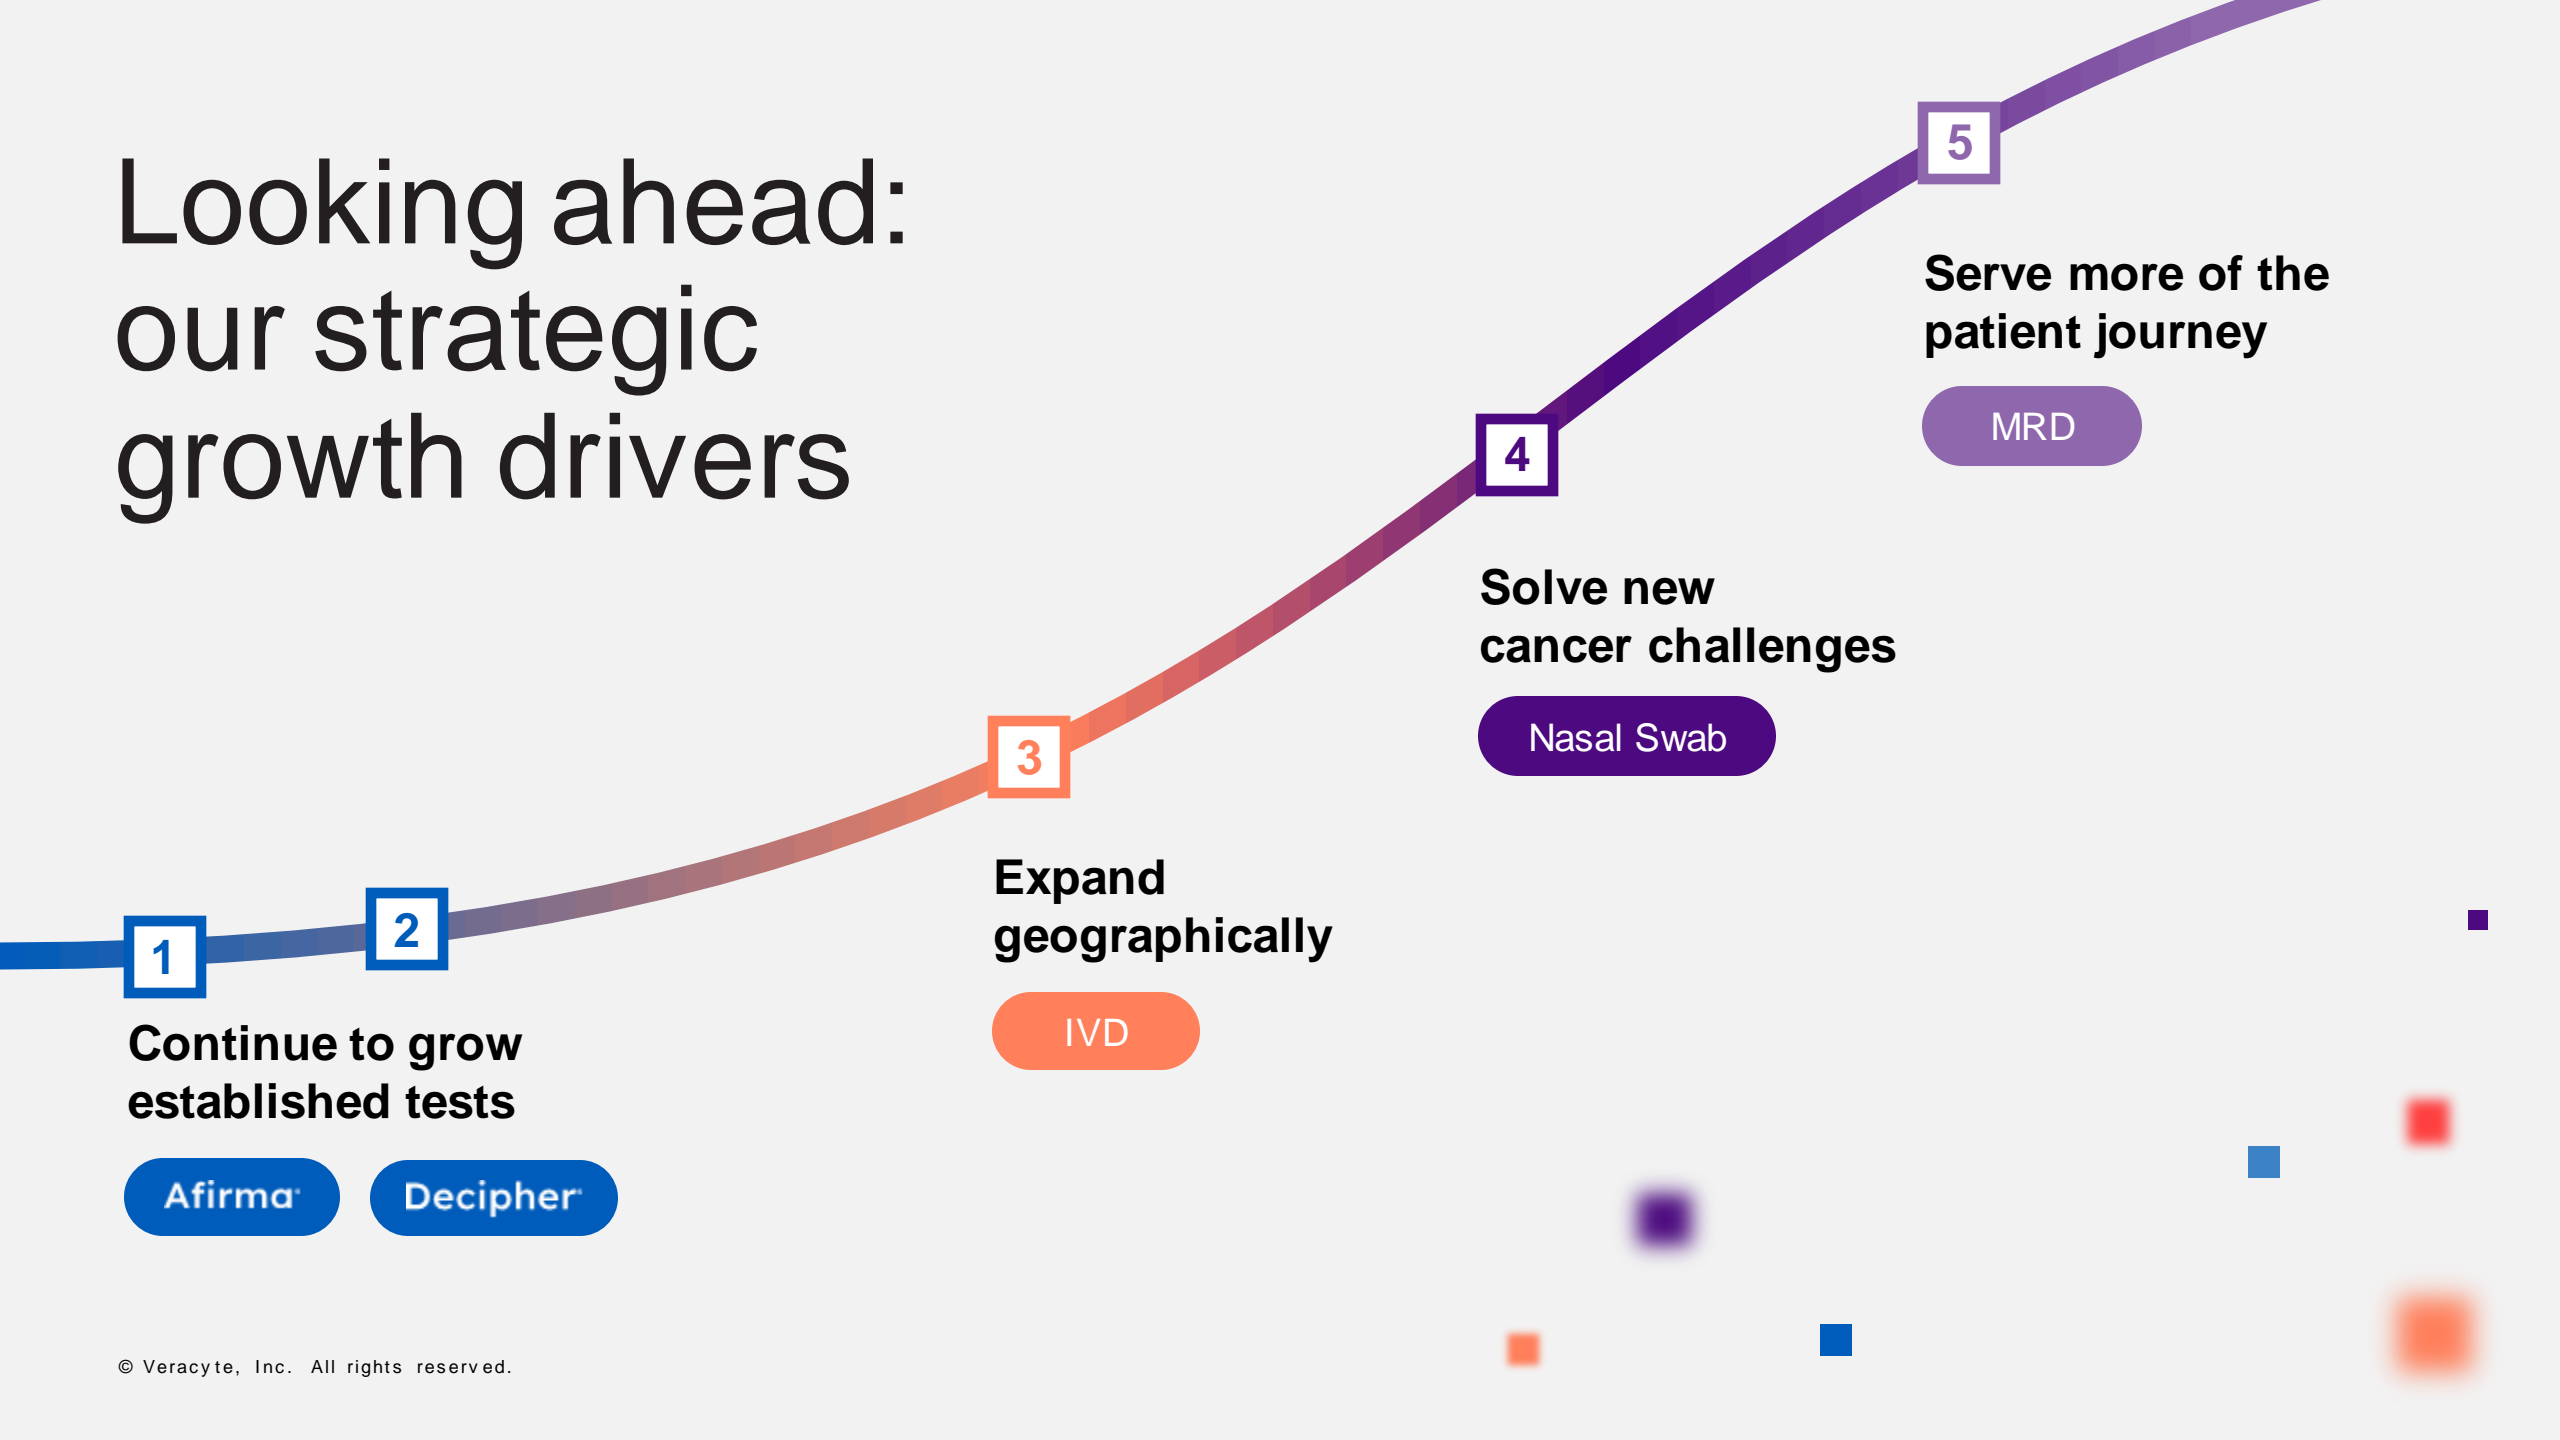 Looking ahead:
our strategic
growth drivers
1
2
Continue to grow
established tests
Afirma
Decipher
3
Expand
geographically
IVD
4
Solve new
cancer challenges
Nasal Swab
5
Serve more of the
patient journey
MRD
© Veracyte, Inc. All rights reserved.